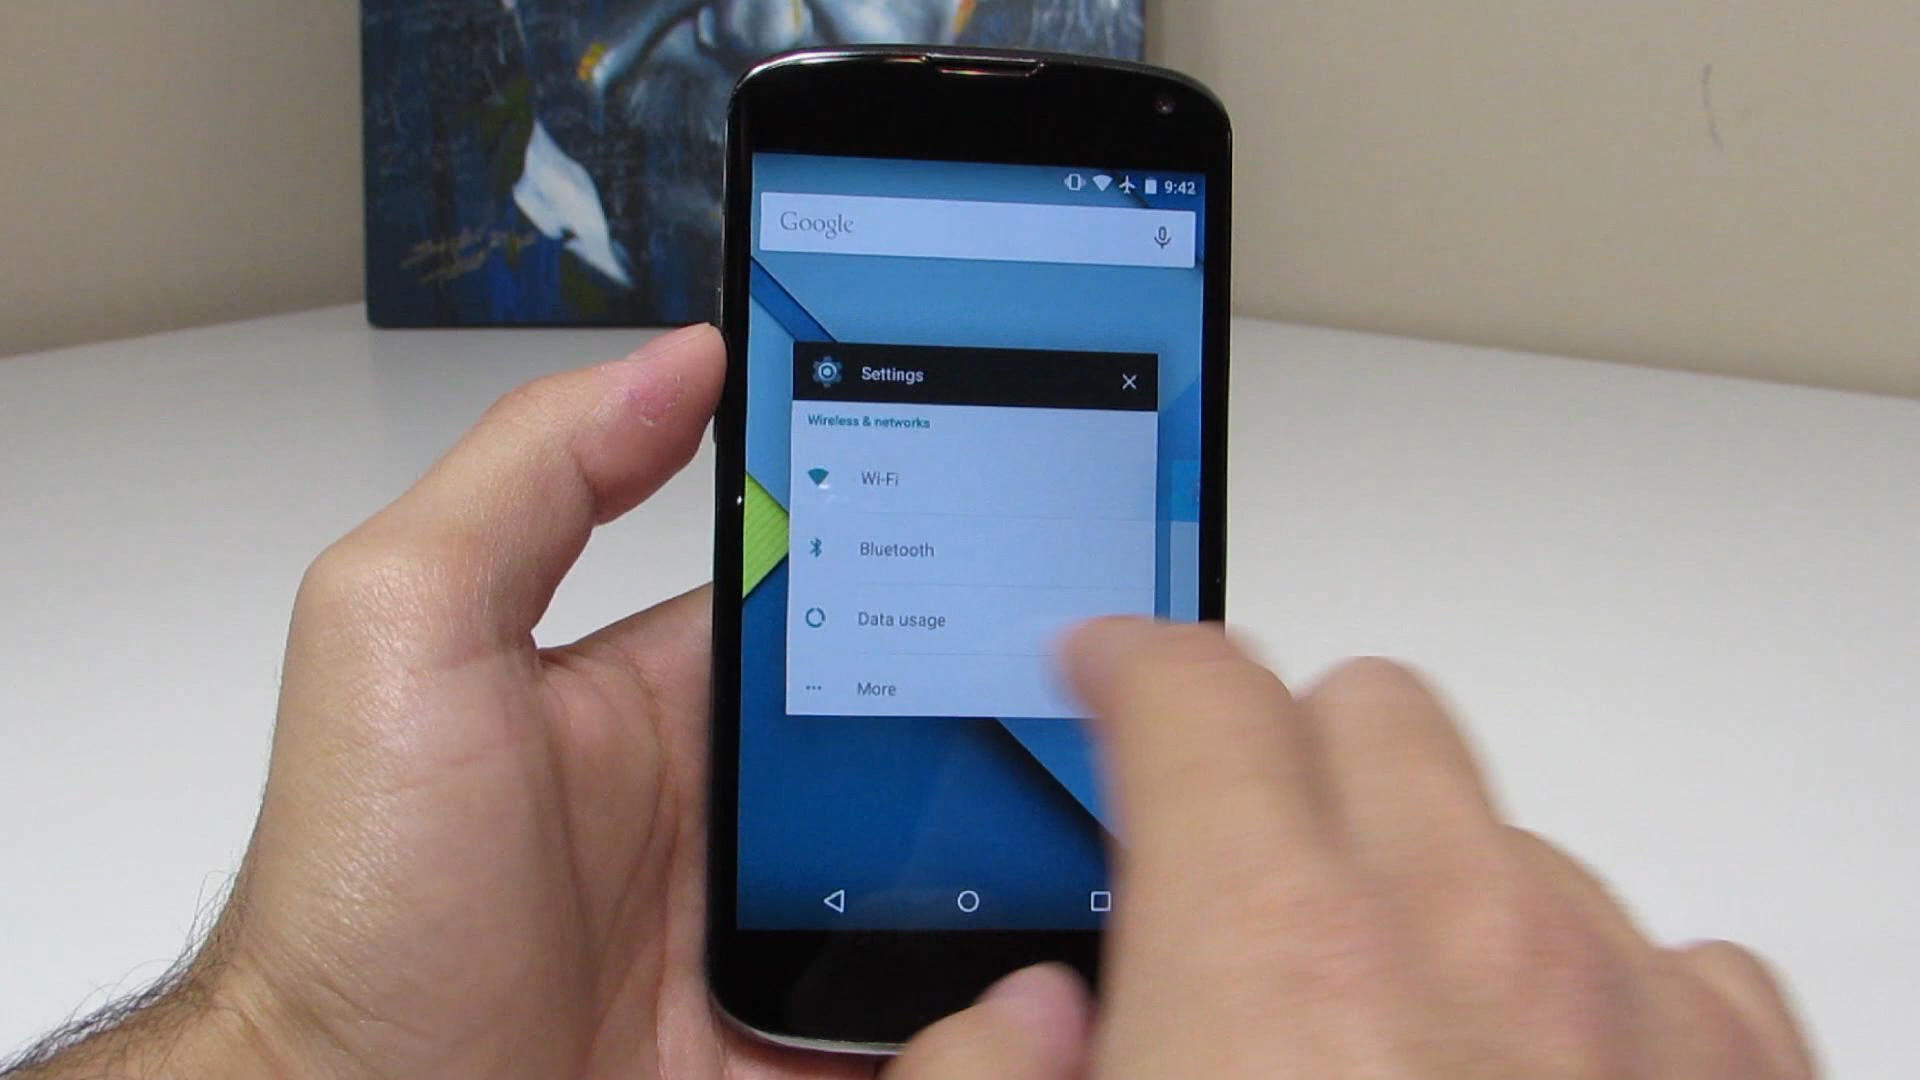 9:42
Google
Settings
Wireless & networks
Wi-Fi
Bluetooth
Data usage
More